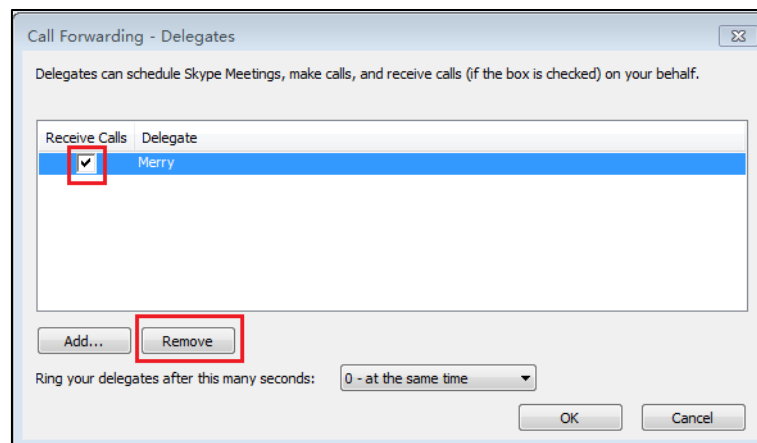 Call Forwarding - Delegates
Delegates can schedule Skype Meetings, make calls, and receive calls (if the box is checked) on your behalf.
Receive Calls Delegate
Merry
Add... Remove
Ring your delegates after this many seconds: 0 - at the same time
OK Cancel